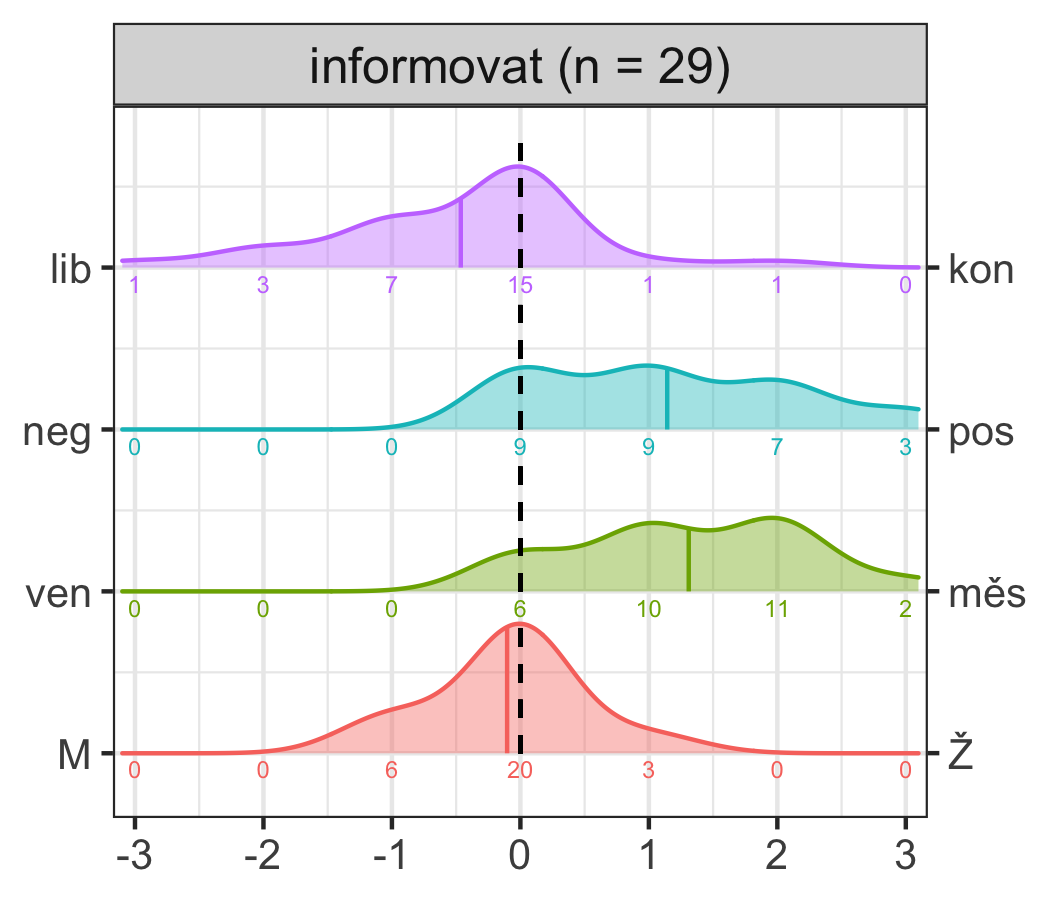 informovat (n = 29)
lib kon
1 3 7 15 1 1 0
neg pos
0 0 0 9 9 7 3
ven měs
0 0 0 6 10 11 2
M Ž
0 0 6 20 3 0 0
-3 -2 -1 0 1 2 3